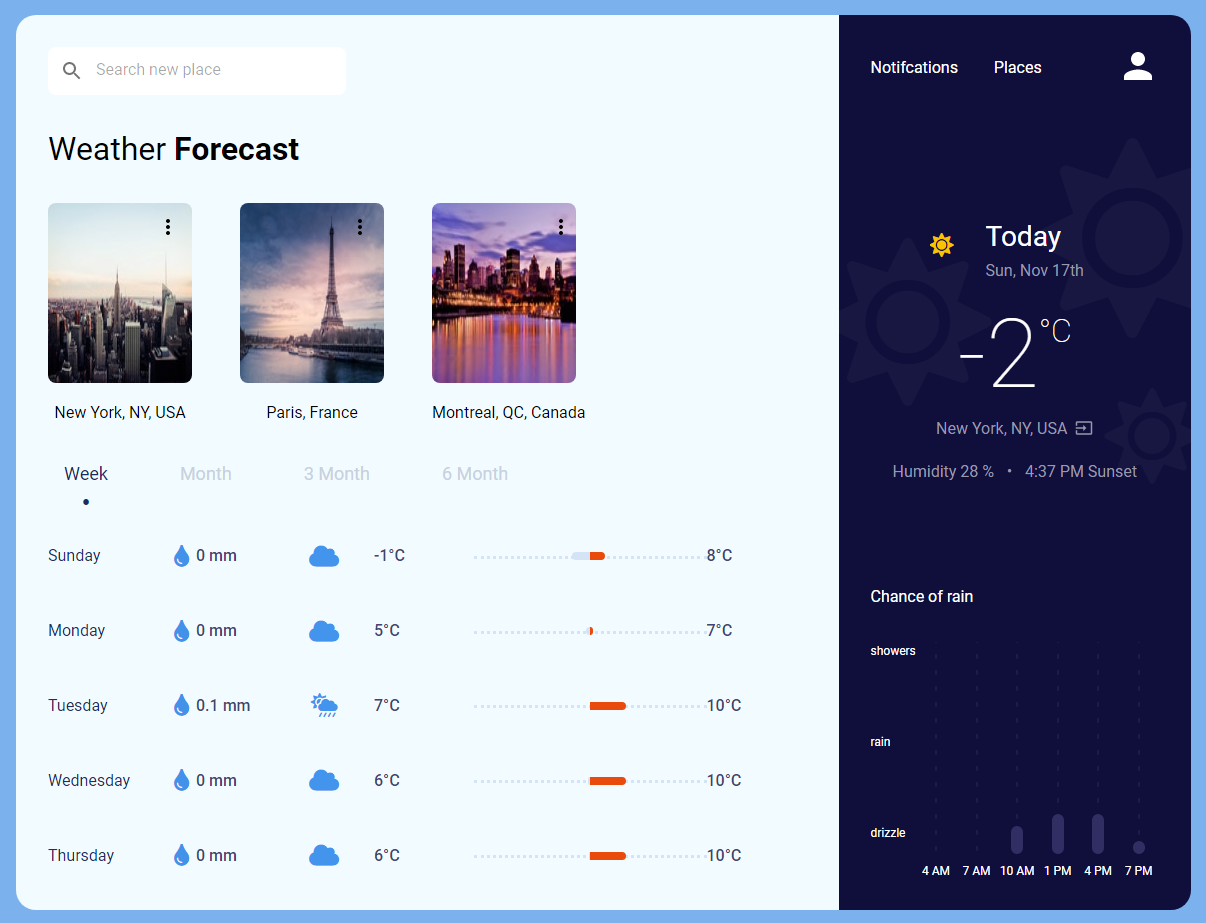 Search new place
Notifcations Places
Weather Forecast
New York, NY, USA
Paris, France
Montreal, QC, Canada
Week Month 3 Month 6 Month
Sunday 0 mm -1°C 8°C
Monday 0 mm 5°C 7°C
Tuesday 0.1 mm 7°C 10°C
Wednesday 0 mm 6°C 10°C
Thursday 0 mm 6°C 10°C
Today
Sun, Nov 17th
-2 °C
New York, NY, USA
Humidity 28 % • 4:37 PM Sunset
Chance of rain
showers
rain
drizzle
4 AM 7 AM 10 AM 1 PM 4 PM 7 PM